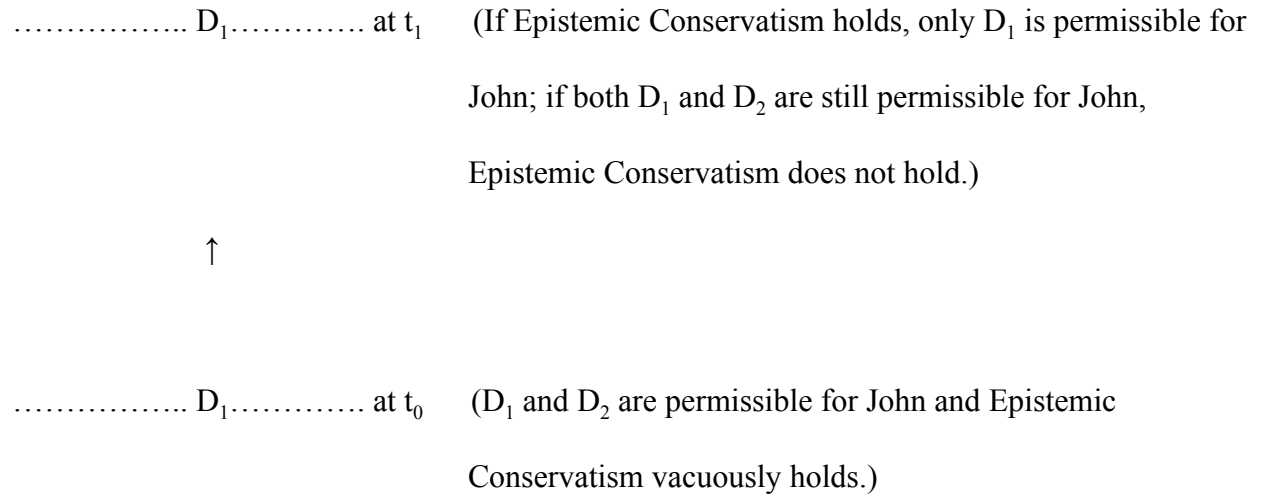 …………….. D₁…………. at t₁ (If Epistemic Conservatism holds, only D₁ is permissible for
John; if both D₁ and D₂ are still permissible for John,
Epistemic Conservatism does not hold.)
↑
…………….. D₁…………. at t₀ (D₁ and D₂ are permissible for John and Epistemic
Conservatism vacuously holds.)